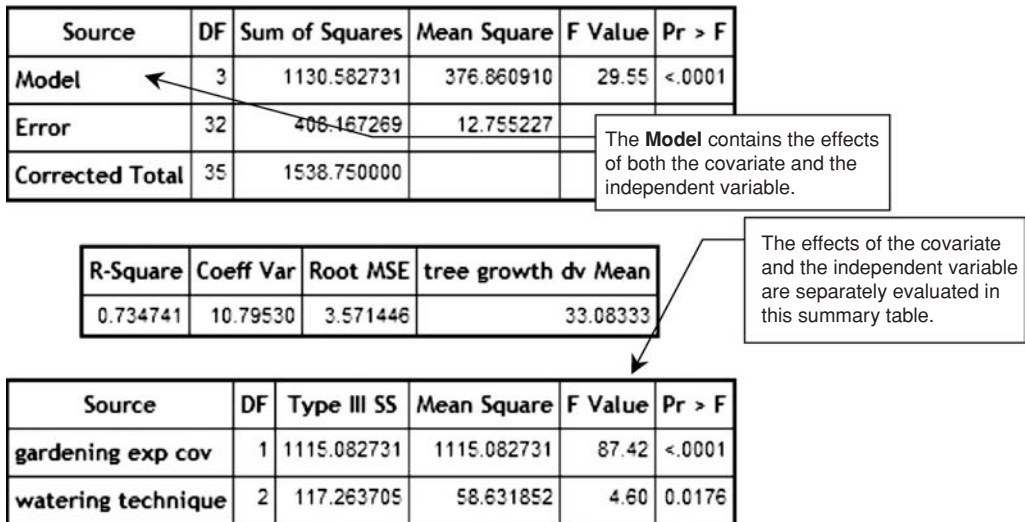 Source DF Sum of Squares Mean Square F Value Pr > F
Model 3 1130.582731 376.860910 29.55 <.0001
Error 32 408.167269 12.755227
Corrected Total 35 1538.750000
The Model contains the effects
of both the covariate and the
independent variable.
R-Square Coeff Var Root MSE tree growth dv Mean
0.734741 10.79530 3.571446 33.08333
The effects of the covariate
and the independent variable
are separately evaluated in
this summary table.
Source DF Type III SS Mean Square F Value Pr > F
gardening exp cov 1 1115.082731 1115.082731 87.42 <.0001
watering technique 2 117.263705 58.631852 4.60 0.0176